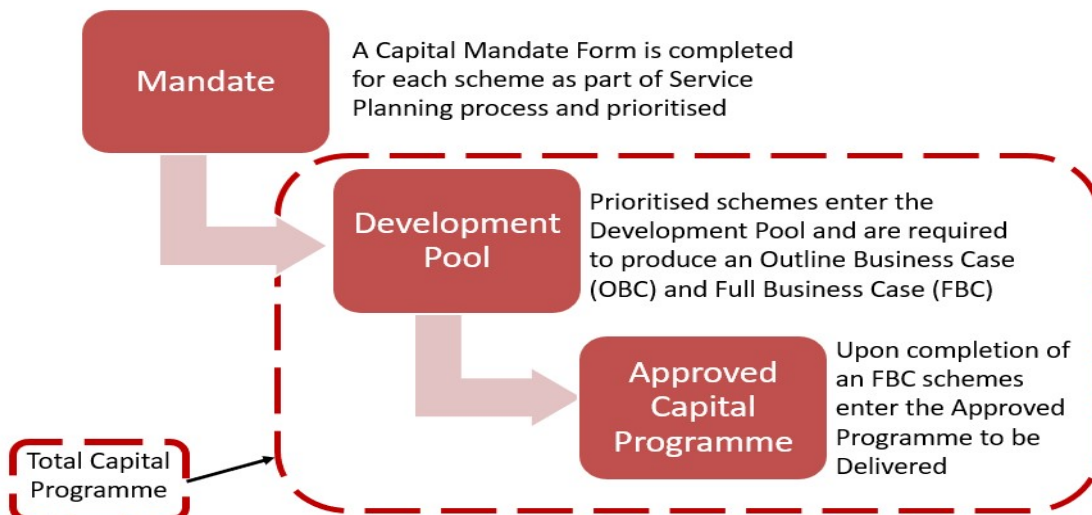 Mandate
A Capital Mandate Form is completed
for each scheme as part of Service
Planning process and prioritised
Development
Pool
Prioritised schemes enter the
Development Pool and are required
to produce an Outline Business Case
(OBC) and Full Business Case (FBC)
Approved
Capital
Programme
Upon completion of
an FBC schemes
enter the Approved
Programme to be
Delivered
Total Capital
Programme